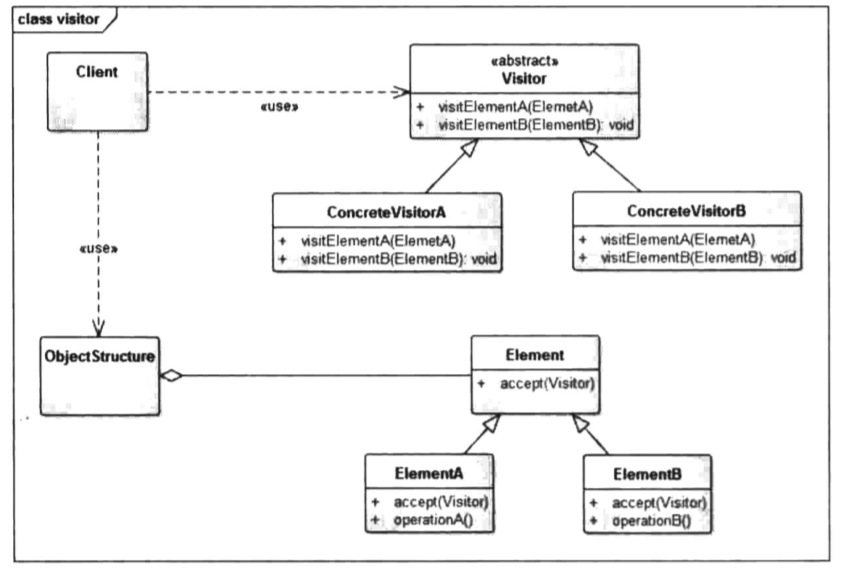 class visitor
Client
«abstract»
Visitor
+ visitElementA(ElemetA)
+ visitElementB(ElementB): void
«use»
ConcreteVisitorA
+ visitElementA(ElemetA)
+ visitElementB(ElementB): void
ConcreteVisitorB
+ visitElementA(ElemetA)
+ visitElementB(ElementB): void
«use»
ObjectStructure
Element
+ accept(Visitor)
ElementA
+ accept(Visitor)
+ operationA()
ElementB
+ accept(Visitor)
+ operationB()